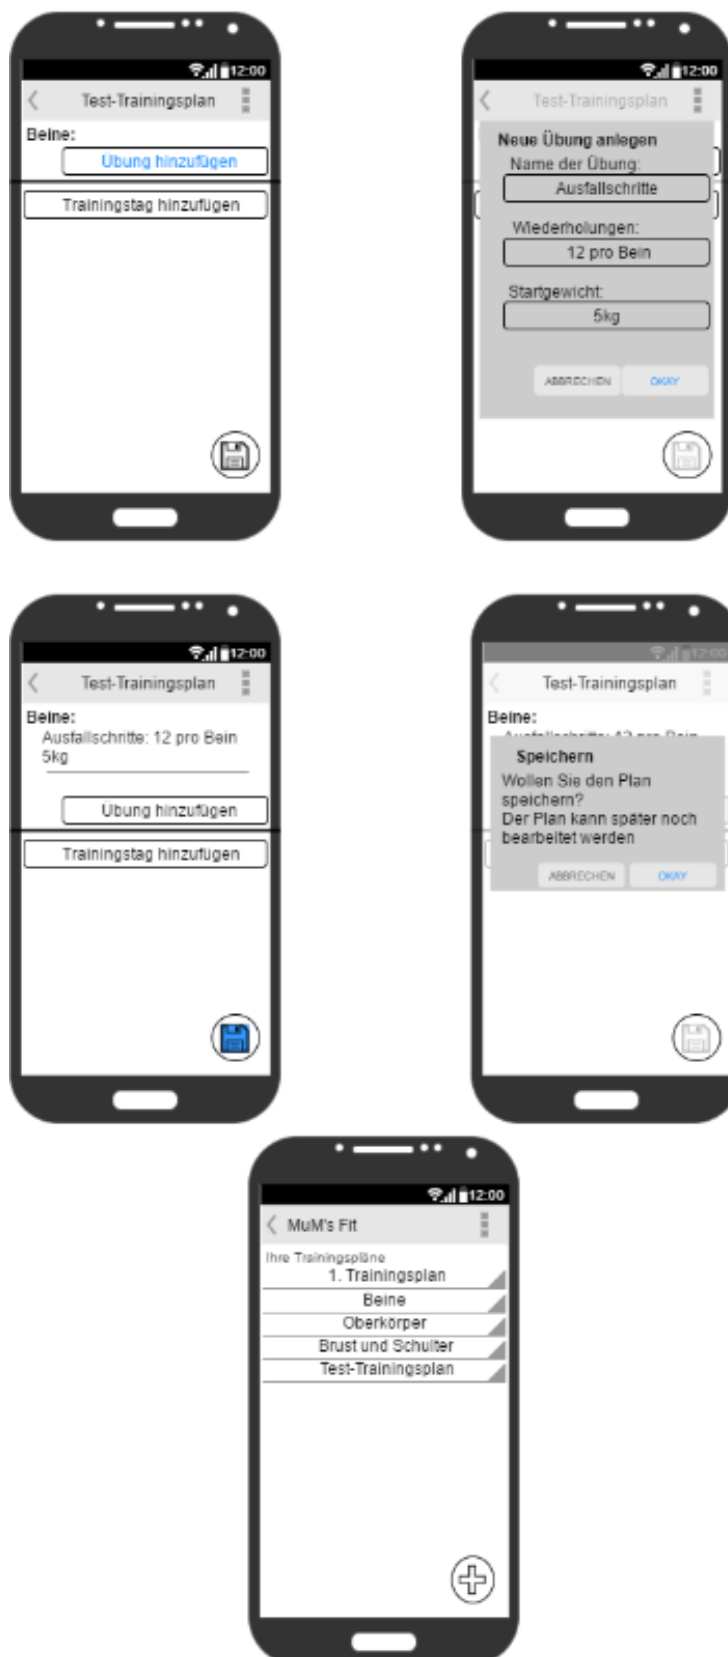 12:00
Test-Trainingsplan
Beine:
Übung hinzufügen
Trainingstag hinzufügen
12:00
Test-Trainingsplan
Neue Übung anlegen
Name der Übung:
Ausfallschritte
Wiederholungen:
12 pro Bein
Startgewicht:
5kg
ABBRECHEN OKAY
12:00
Test-Trainingsplan
Beine:
Ausfallschritte: 12 pro Bein
5kg
Übung hinzufügen
Trainingstag hinzufügen
12:00
Test-Trainingsplan
Beine:
Ausfallschritte: 12 pro Bein
Speichern
Wollen Sie den Plan
speichern?
Der Plan kann später noch
bearbeitet werden
ABBRECHEN OKAY
12:00
MuM's Fit
Ihre Trainingspläne
1. Trainingsplan
Beine
Oberkörper
Brust und Schulter
Test-Trainingsplan